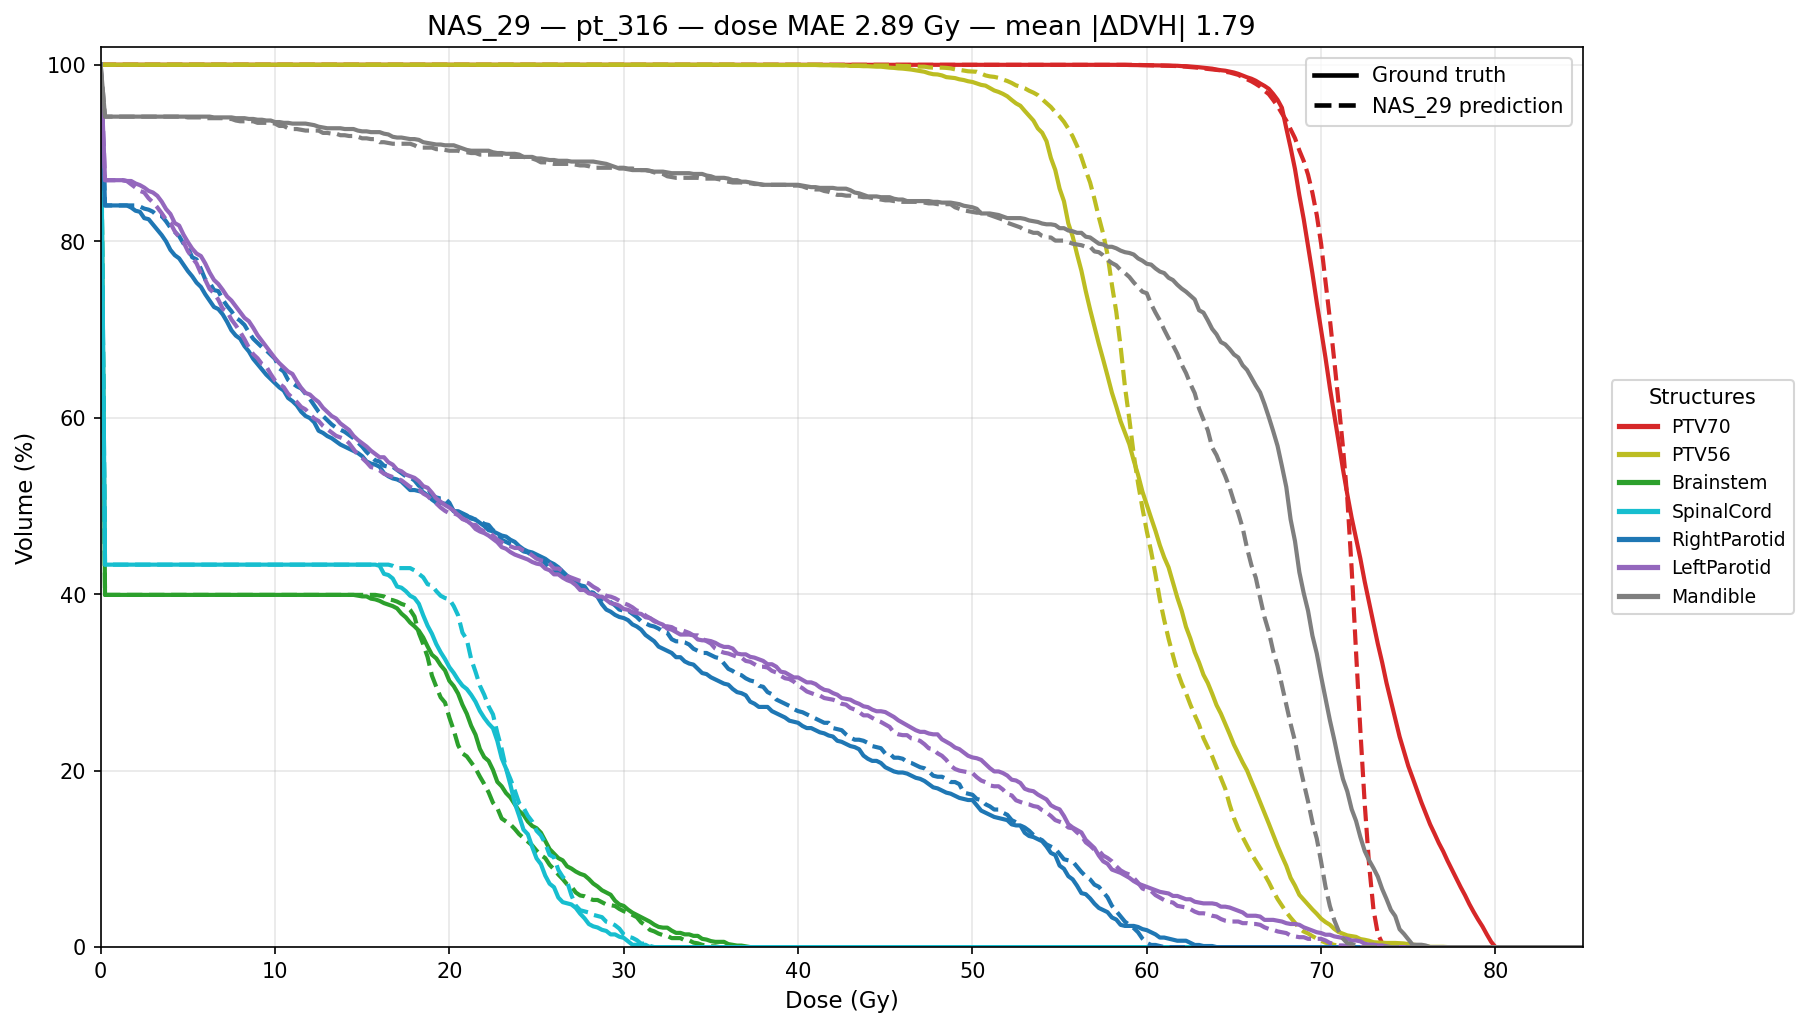 NAS_29 — pt_316 — dose MAE 2.89 Gy — mean |ΔDVH| 1.79
Ground truth
NAS_29 prediction
Volume (%)
100
80
60
40
20
0
0 10 20 30 40 50 60 70 80
Dose (Gy)
Structures
PTV70
PTV56
Brainstem
SpinalCord
RightParotid
LeftParotid
Mandible